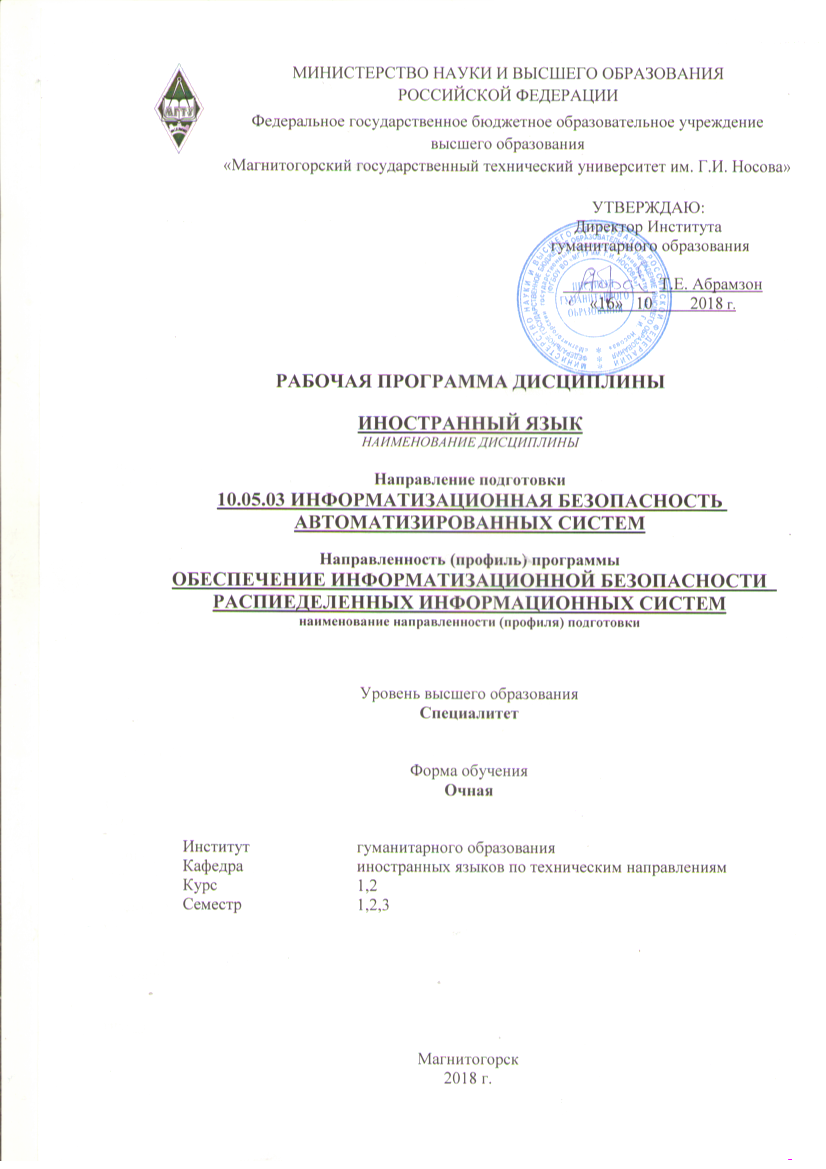 МИНИСТЕРСТВО НАУКИ И ВЫСШЕГО ОБРАЗОВАНИЯ
РОССИЙСКОЙ ФЕДЕРАЦИИ
Федеральное государственное бюджетное образовательное учреждение
высшего образования
«Магнитогорский государственный технический университет им. Г.И. Носова»
УТВЕРЖДАЮ:
Директор Института
гуманитарного образования
Т.Е. Абрамзон
«16» 10 2018 г.
РАБОЧАЯ ПРОГРАММА ДИСЦИПЛИНЫ
ИНОСТРАННЫЙ ЯЗЫК
НАИМЕНОВАНИЕ ДИСЦИПЛИНЫ
Направление подготовки
10.05.03 ИНФОРМАТИЗАЦИОННАЯ БЕЗОПАСНОСТЬ
АВТОМАТИЗИРОВАННЫХ СИСТЕМ
Направленность (профиль) программы
ОБЕСПЕЧЕНИЕ ИНФОРМАТИЗАЦИОННОЙ БЕЗОПАСНОСТИ
РАСПИЕДЕЛЕННЫХ ИНФОРМАЦИОННЫХ СИСТЕМ
наименование направленности (профиля) подготовки
Уровень высшего образования
Специалитет
Форма обучения
Очная
Институт гуманитарного образования
Кафедра иностранных языков по техническим направлениям
Курс 1,2
Семестр 1,2,3
Магнитогорск
2018 г.